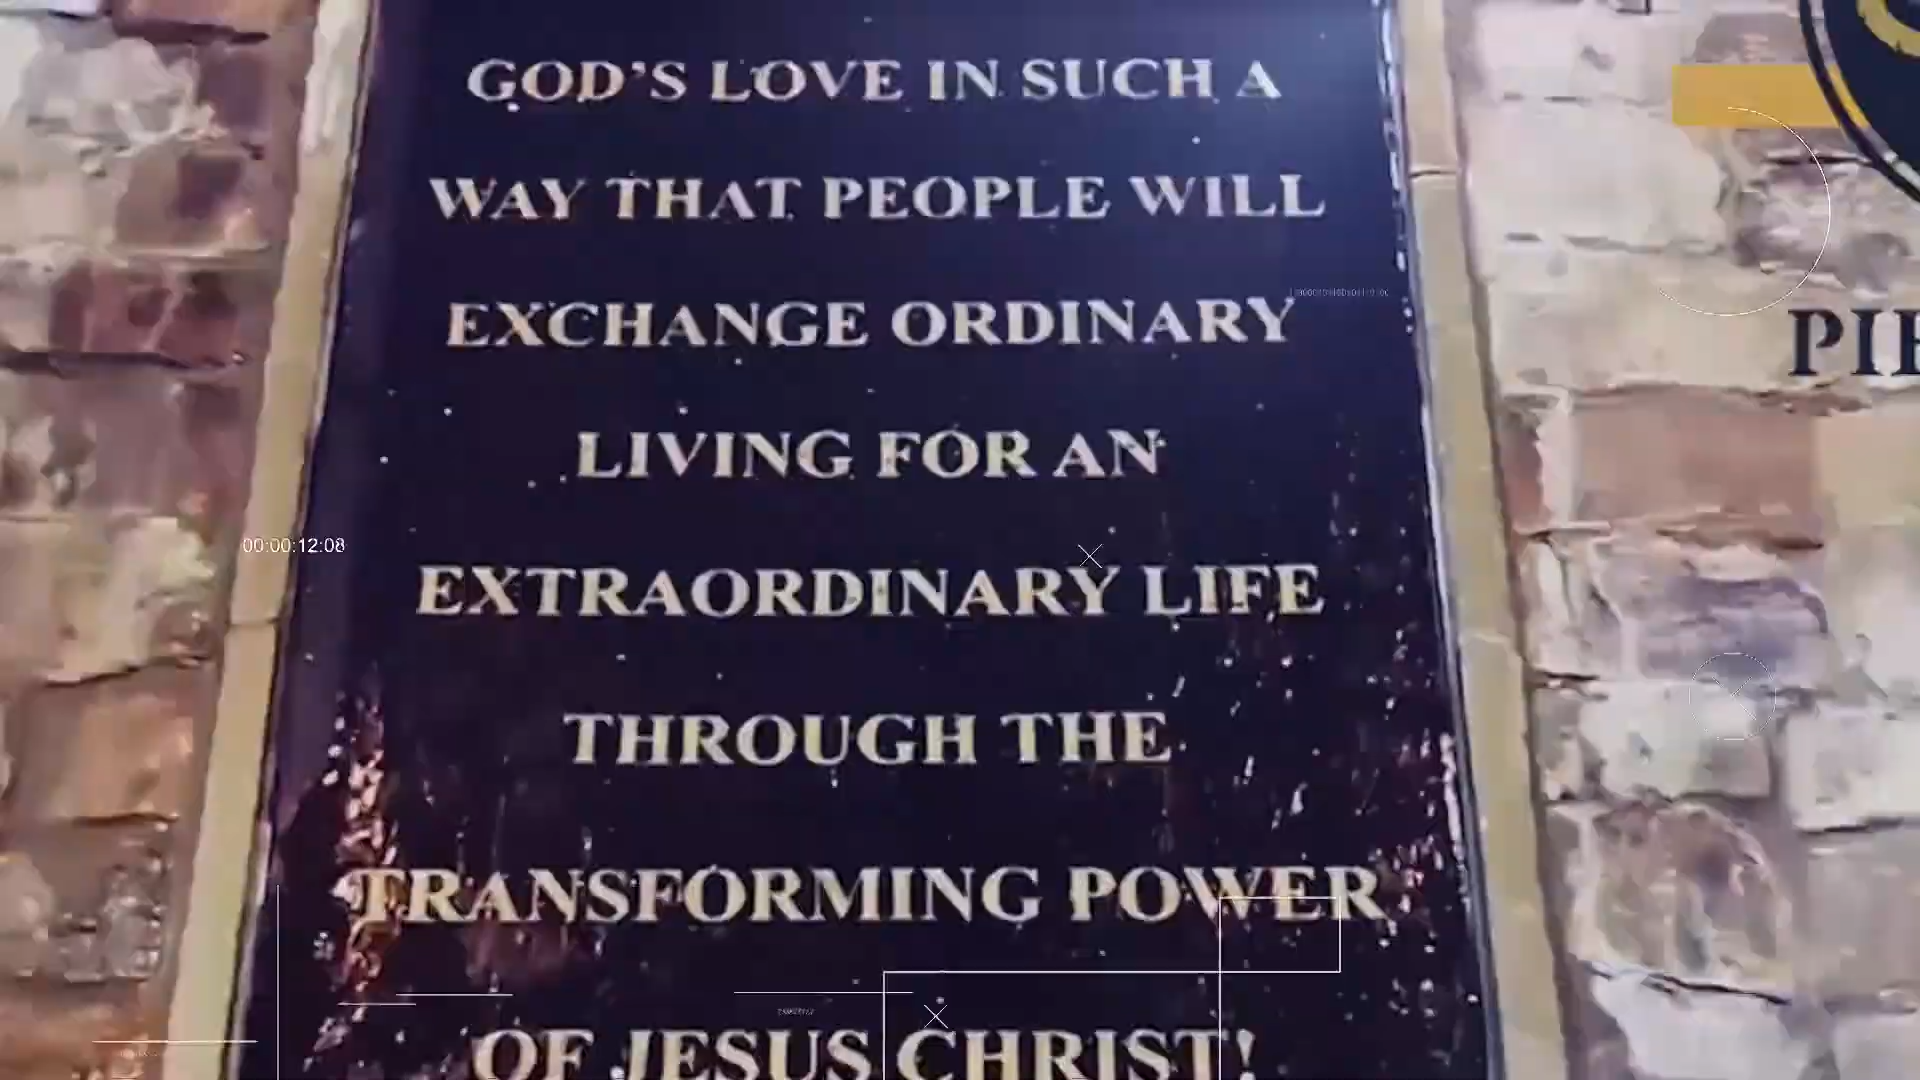 GOD'S LOVE IN SUCH A
WAY THAT PEOPLE WILL
EXCHANGE ORDINARY
PI
LIVING FOR AN
00:00:12:08
EXTRAORDINARY LIFE
THROUGH THE
TRANSFORMING POWER
OF JESUS CHRIST!